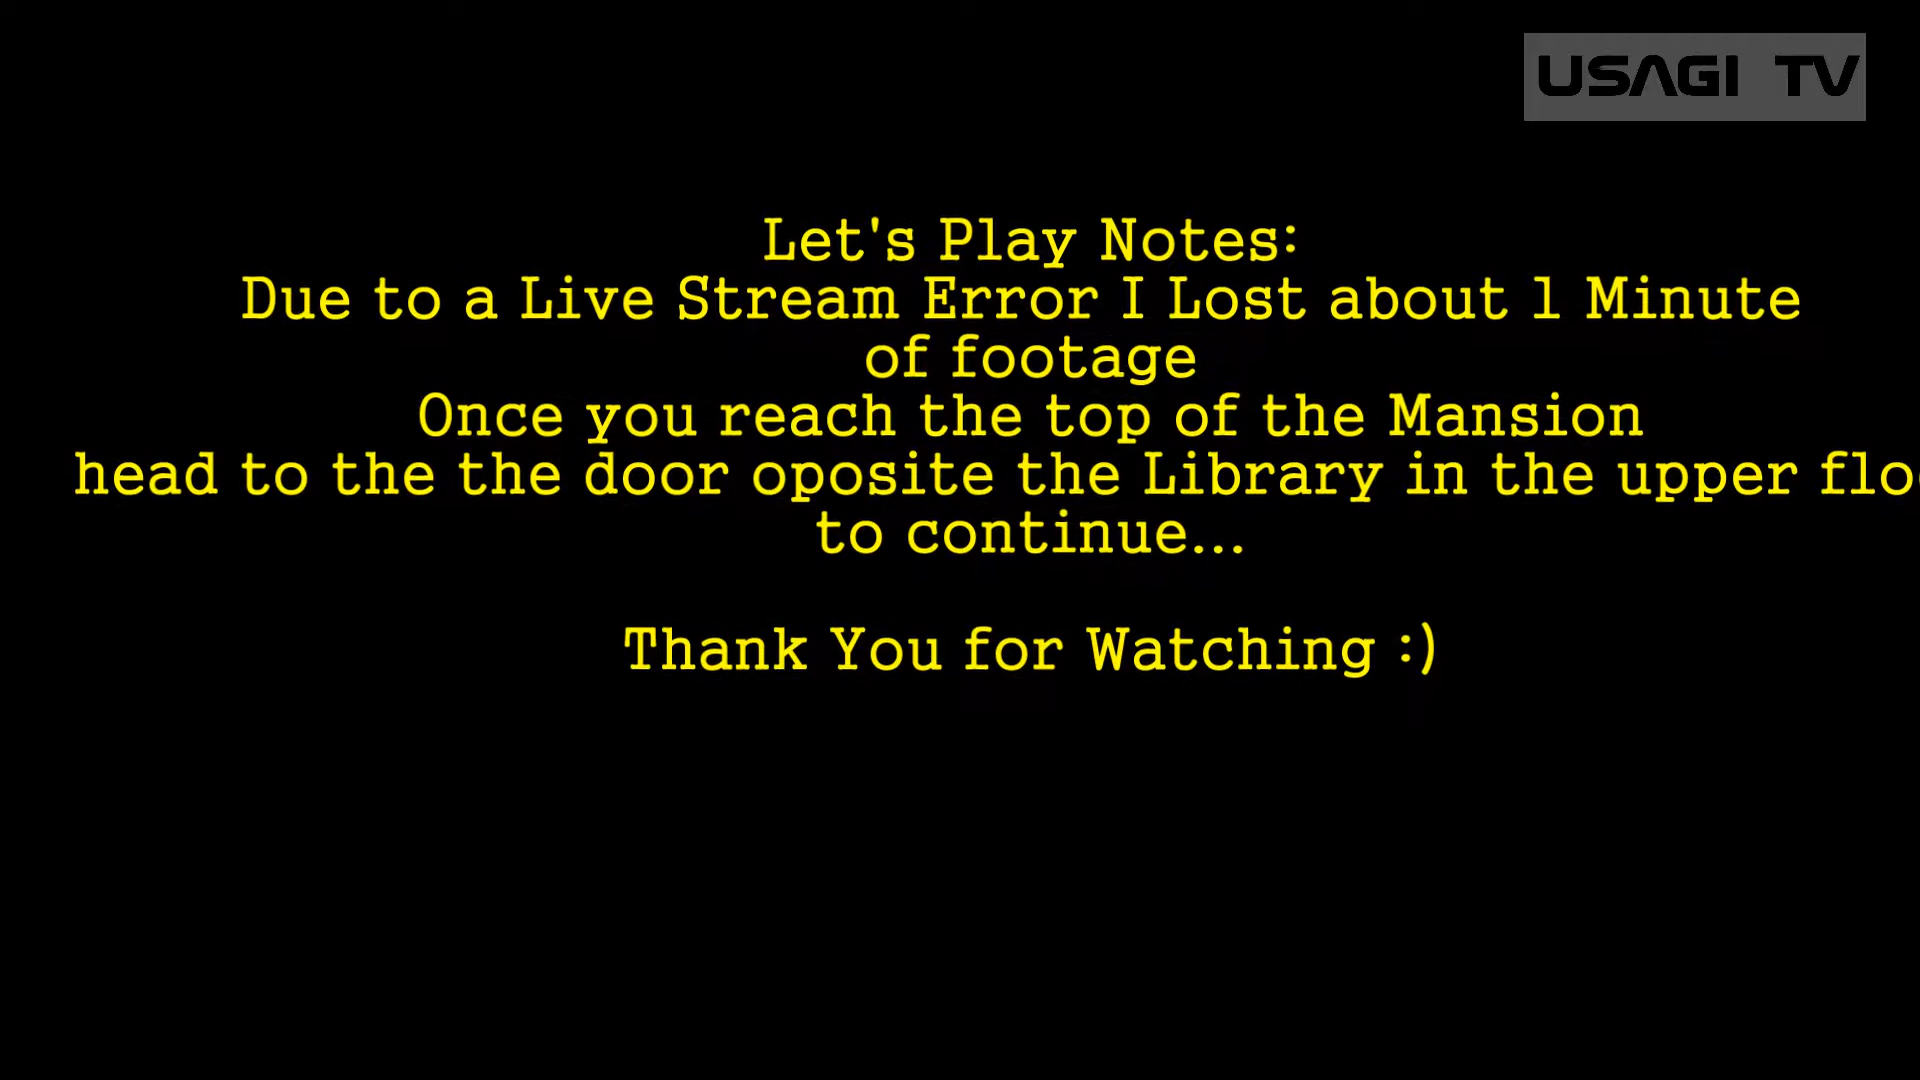 USAGI TV
Let's Play Notes:
Due to a Live Stream Error I Lost about 1 Minute
of footage
Once you reach the top of the Mansion
head to the the door oposite the Library in the upper
to continue...
Thank You for Watching :)